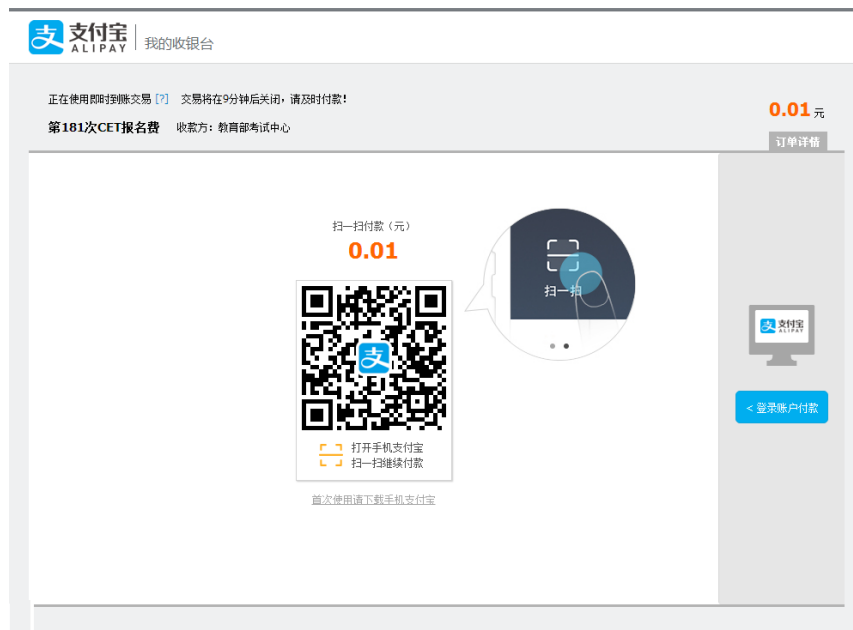 支付宝
ALIPAY
我的收银台
正在使用即时到账交易 [?] 交易将在9分钟后关闭，请及时付款！
第181次CET报名费 收款方：教育部考试中心
0.01 元
订单详情
扫一扫付款（元）
0.01
支
打开手机支付宝
扫一扫继续付款
首次使用请下载手机支付宝
扫一扫
支付宝
ALIPAY
< 登录账户付款